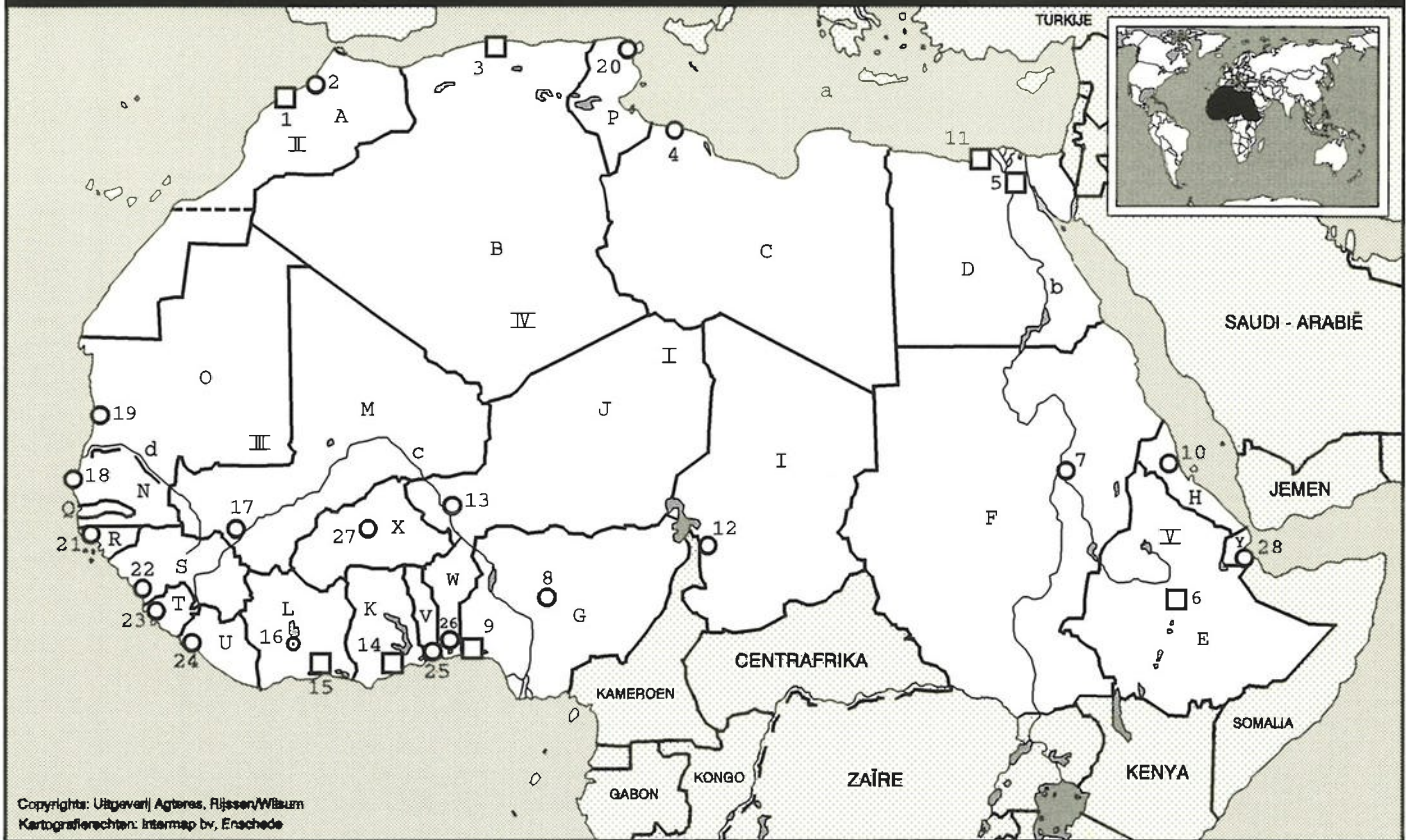 TURKIJE
3
20
2
a
1
A
P
II
4
11
5
B
C
D
b
IV
SAUDI - ARABIË
I
O
M
J
19
III
d
c
I
7
10
18
N
13
H
JEMEN
Q
17
F
27
X
12
V
Y
28
21
R
S
22
8
W
6
T
L
K
G
23
V
E
16
26
9
U
14
24
25
CENTRAFRIKA
15
KAMEROEN
SOMALIA
KONGO
ZAÏRE
KENYA
GABON
Copyrights: Uitgeverij Agteres, Rijssen/Wilsum
Kartografierechten: Intermap bv, Enschede